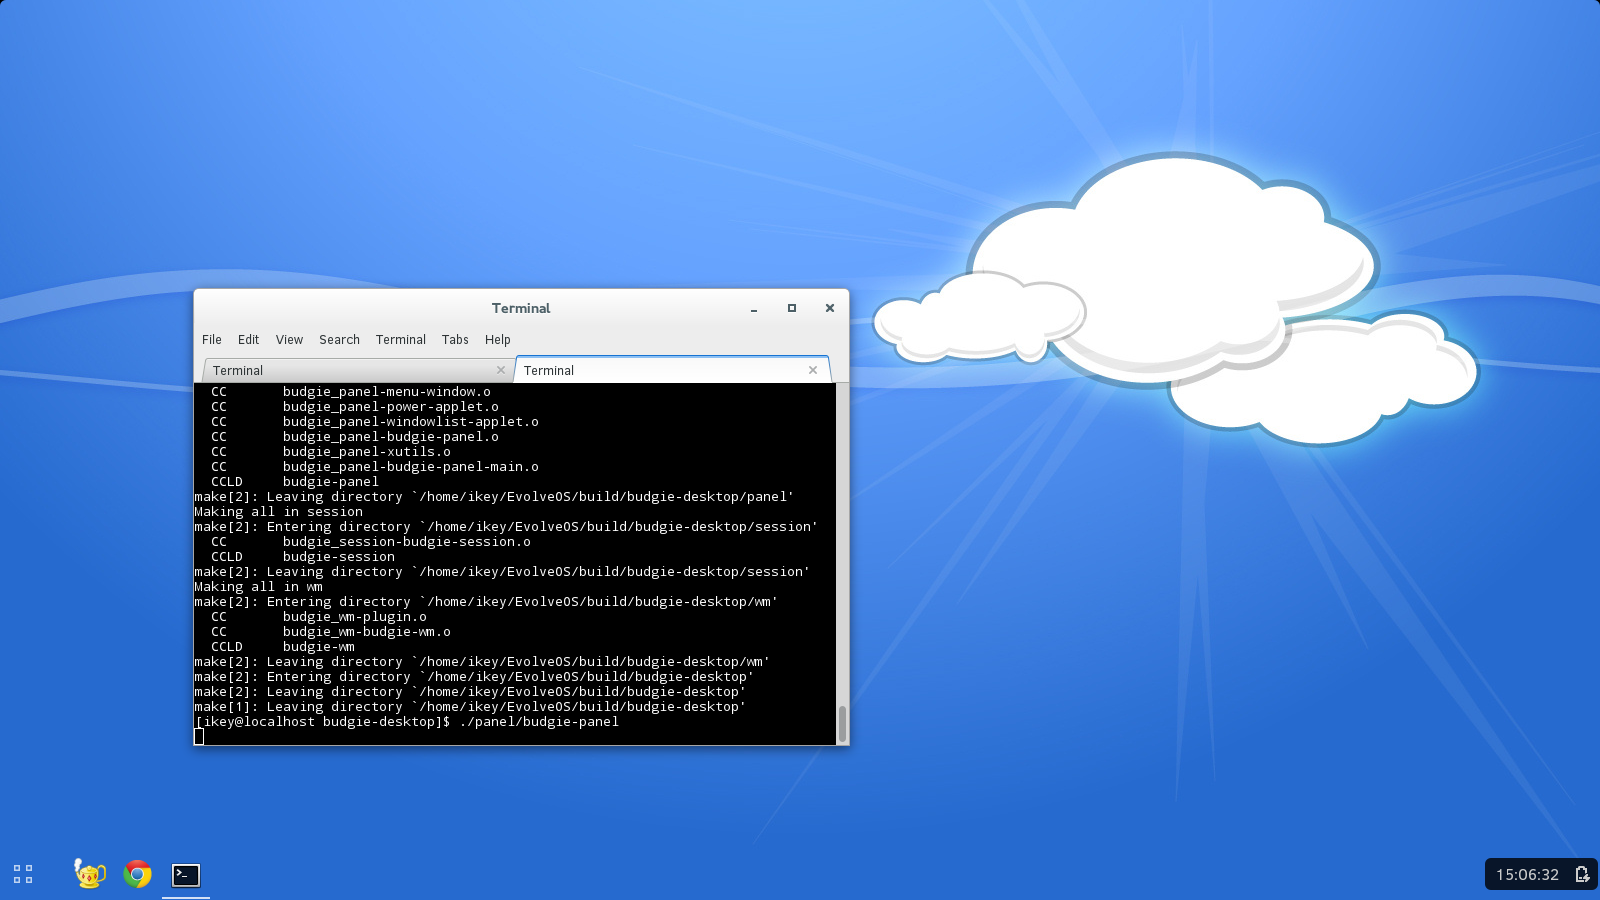 Terminal
File Edit View Search Terminal Tabs Help
Terminal Terminal
CC budgie_panel-menu-window.o
CC budgie_panel-power-applet.o
CC budgie_panel-windowlist-applet.o
CC budgie_panel-budgie-panel.o
CC budgie_panel-xutils.o
CC budgie_panel-budgie-panel-main.o
CCLD budgie-panel
make[2]: Leaving directory `/home/ikey/EvolveOS/build/budgie-desktop/panel'
Making all in session
make[2]: Entering directory `/home/ikey/EvolveOS/build/budgie-desktop/session'
CC budgie_session-budgie-session.o
CCLD budgie-session
make[2]: Leaving directory `/home/ikey/EvolveOS/build/budgie-desktop/session'
Making all in wm
make[2]: Entering directory `/home/ikey/EvolveOS/build/budgie-desktop/wm'
CC budgie_wm-plugin.o
CC budgie_wm-budgie-wm.o
CCLD budgie-wm
make[2]: Leaving directory `/home/ikey/EvolveOS/build/budgie-desktop/wm'
make[2]: Entering directory `/home/ikey/EvolveOS/build/budgie-desktop'
make[2]: Leaving directory `/home/ikey/EvolveOS/build/budgie-desktop'
make[1]: Leaving directory `/home/ikey/EvolveOS/build/budgie-desktop'
[ikey@localhost budgie-desktop]$ ./panel/budgie-panel
15:06:32